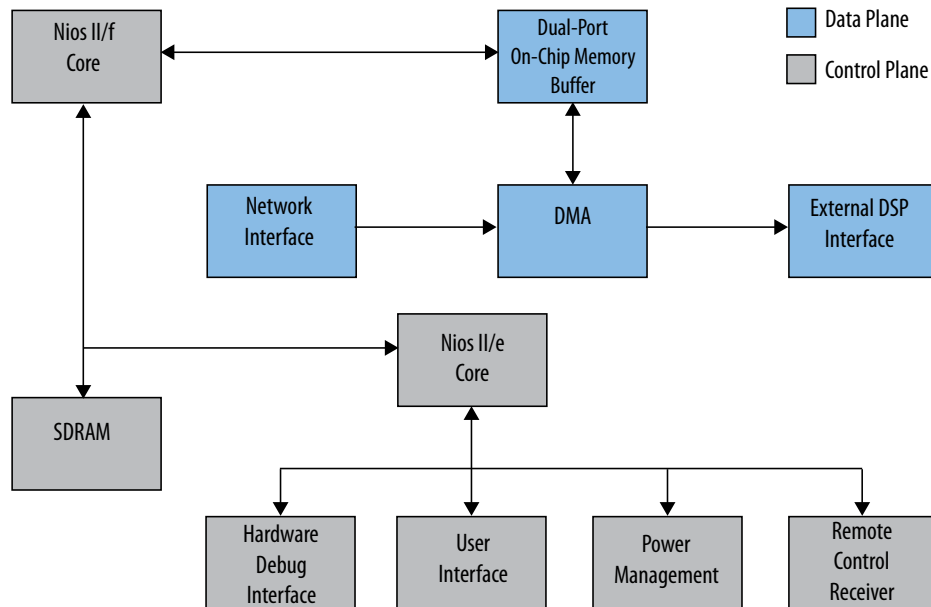 Nios II/f
Core
Dual-Port
On-Chip Memory
Buffer
Data Plane
Control Plane
Network
Interface
DMA
External DSP
Interface
Nios II/e
Core
SDRAM
Hardware
Debug
Interface
User
Interface
Power
Management
Remote
Control
Receiver